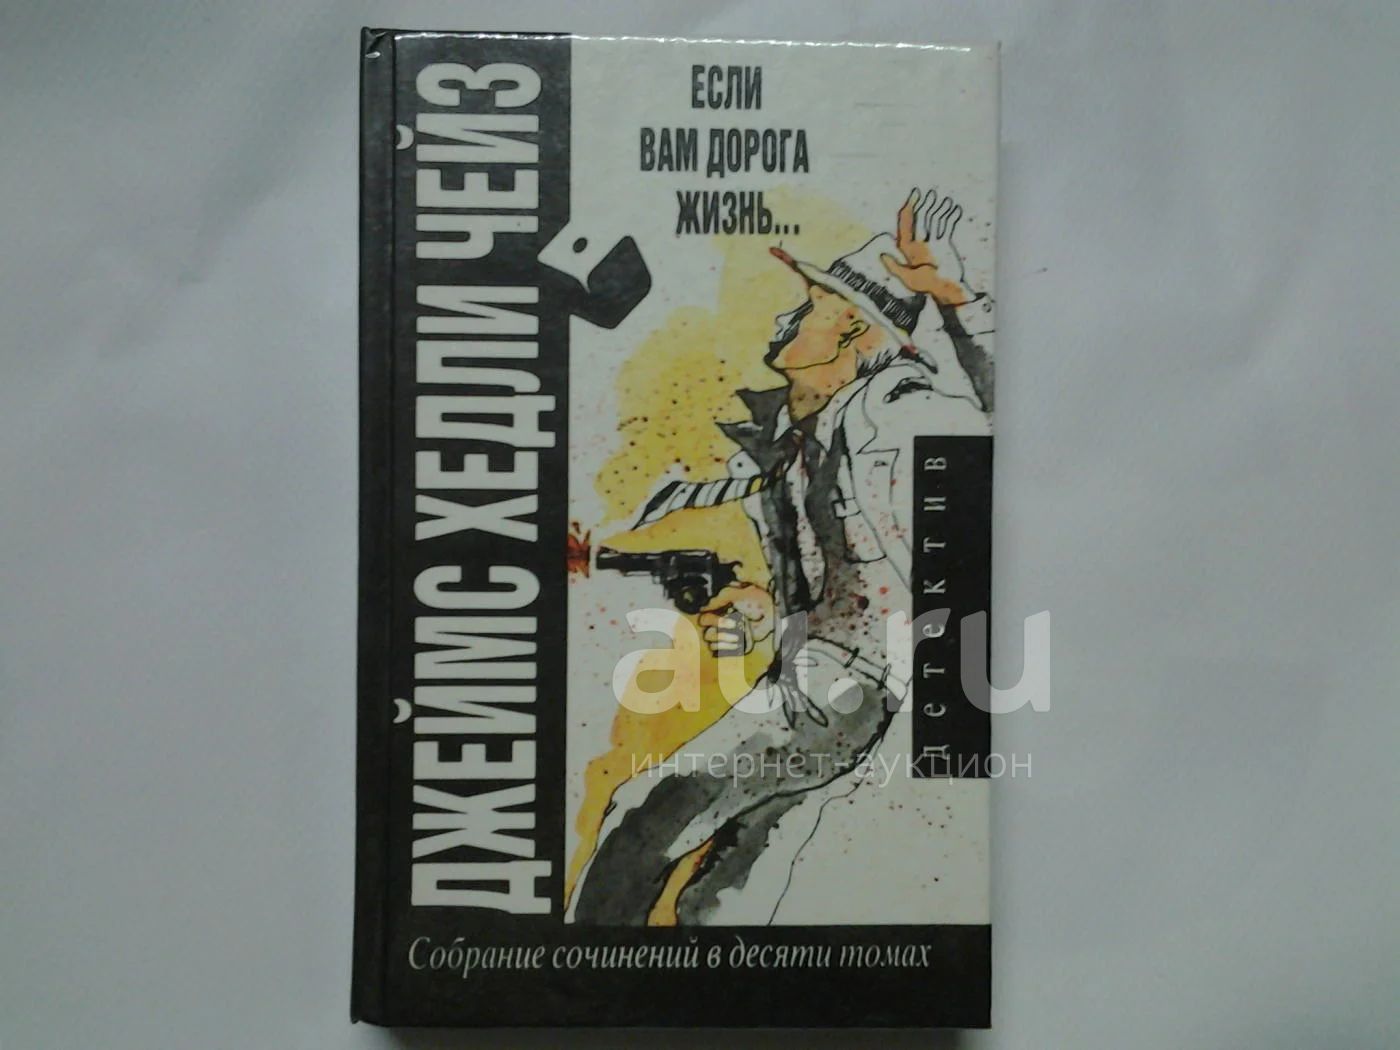 ДЖЕЙМС ХЕДЛИ ЧЕЙЗ
ЕСЛИ
ВАМ ДОРОГА
ЖИЗНЬ...
детектив
au.ru
интернет-аукцион
Собрание сочинений в десяти томах